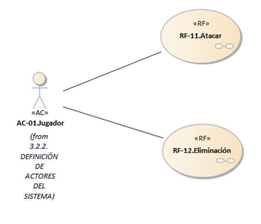 «RF»
RF-11.Atacar
«AC»
AC-01.Jugador
(from
3.2.2.
DEFINICIÓN
DE
ACTORES
DEL
SISTEMA)
«RF»
RF-12.Eliminación